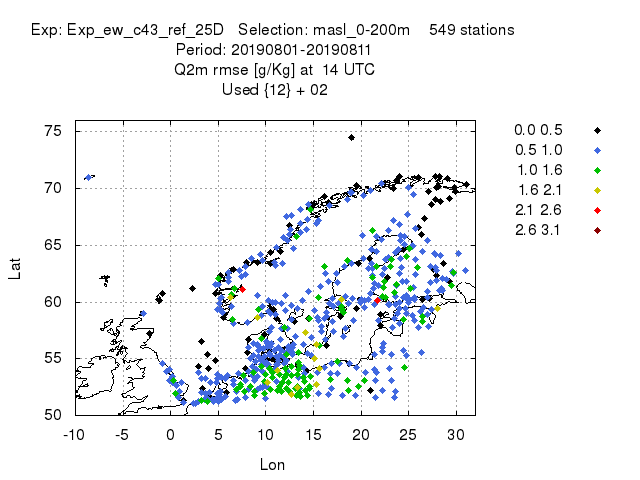 Exp: Exp_ew_c43_ref_25D Selection: masl_0-200m 549 stations
Period: 20190801-20190811
Q2m rmse [g/Kg] at 14 UTC
Used {12} + 02
0.0 0.5
0.5 1.0
1.0 1.6
1.6 2.1
2.1 2.6
2.6 3.1
75
70
65
60
55
50
Lat
-10 -5 0 5 10 15 20 25 30
Lon